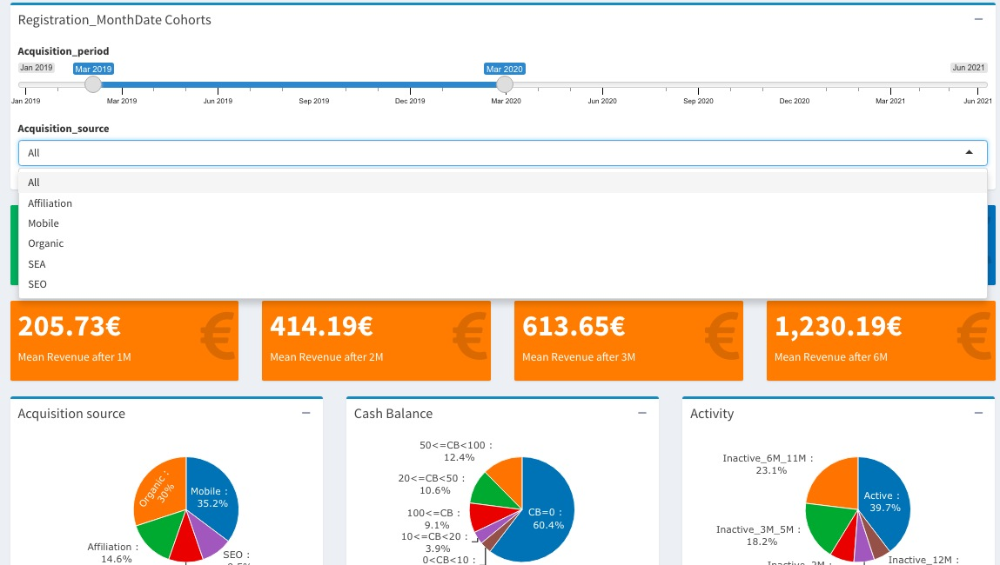 Registration_MonthDate Cohorts
Acquisition_period
Jan 2019 Mar 2019 Mar 2020 Jun 2021
Jan 2019 Mar 2019 Jun 2019 Sep 2019 Dec 2019 Mar 2020 Jun 2020 Sep 2020 Dec 2020 Mar 2021 Jun 2021
Acquisition_source
All
All
Affiliation
Mobile
Organic
SEA
SEO
205.73€
Mean Revenue after 1M
414.19€
Mean Revenue after 2M
613.65€
Mean Revenue after 3M
1,230.19€
Mean Revenue after 6M
Acquisition source
Organic :
30%
Mobile :
35.2%
Affiliation :
14.6%
SEO :
Cash Balance
50<=CB<100 :
12.4%
20<=CB<50 :
10.6%
100<=CB :
9.1%
10<=CB<20 :
3.9%
0<CB<10 :
CB=0 :
60.4%
Activity
Inactive_6M_11M :
23.1%
Active :
39.7%
Inactive_3M_5M :
18.2%
Inactive_12M :